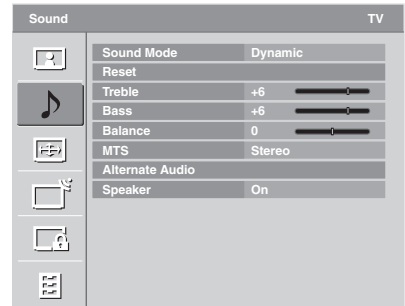 Sound TV
Sound Mode Dynamic
Reset
Treble +6
Bass +6
Balance 0
MTS Stereo
Alternate Audio
Speaker On